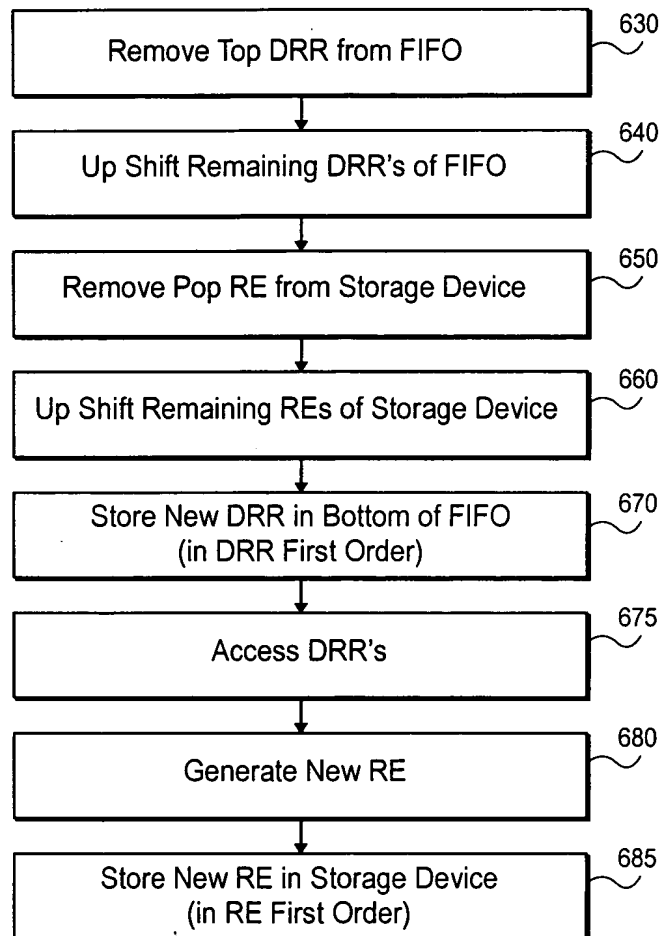 630
Remove Top DRR from FIFO
640
Up Shift Remaining DRR's of FIFO
650
Remove Pop RE from Storage Device
660
Up Shift Remaining REs of Storage Device
670
Store New DRR in Bottom of FIFO
(in DRR First Order)
675
Access DRR's
680
Generate New RE
685
Store New RE in Storage Device
(in RE First Order)